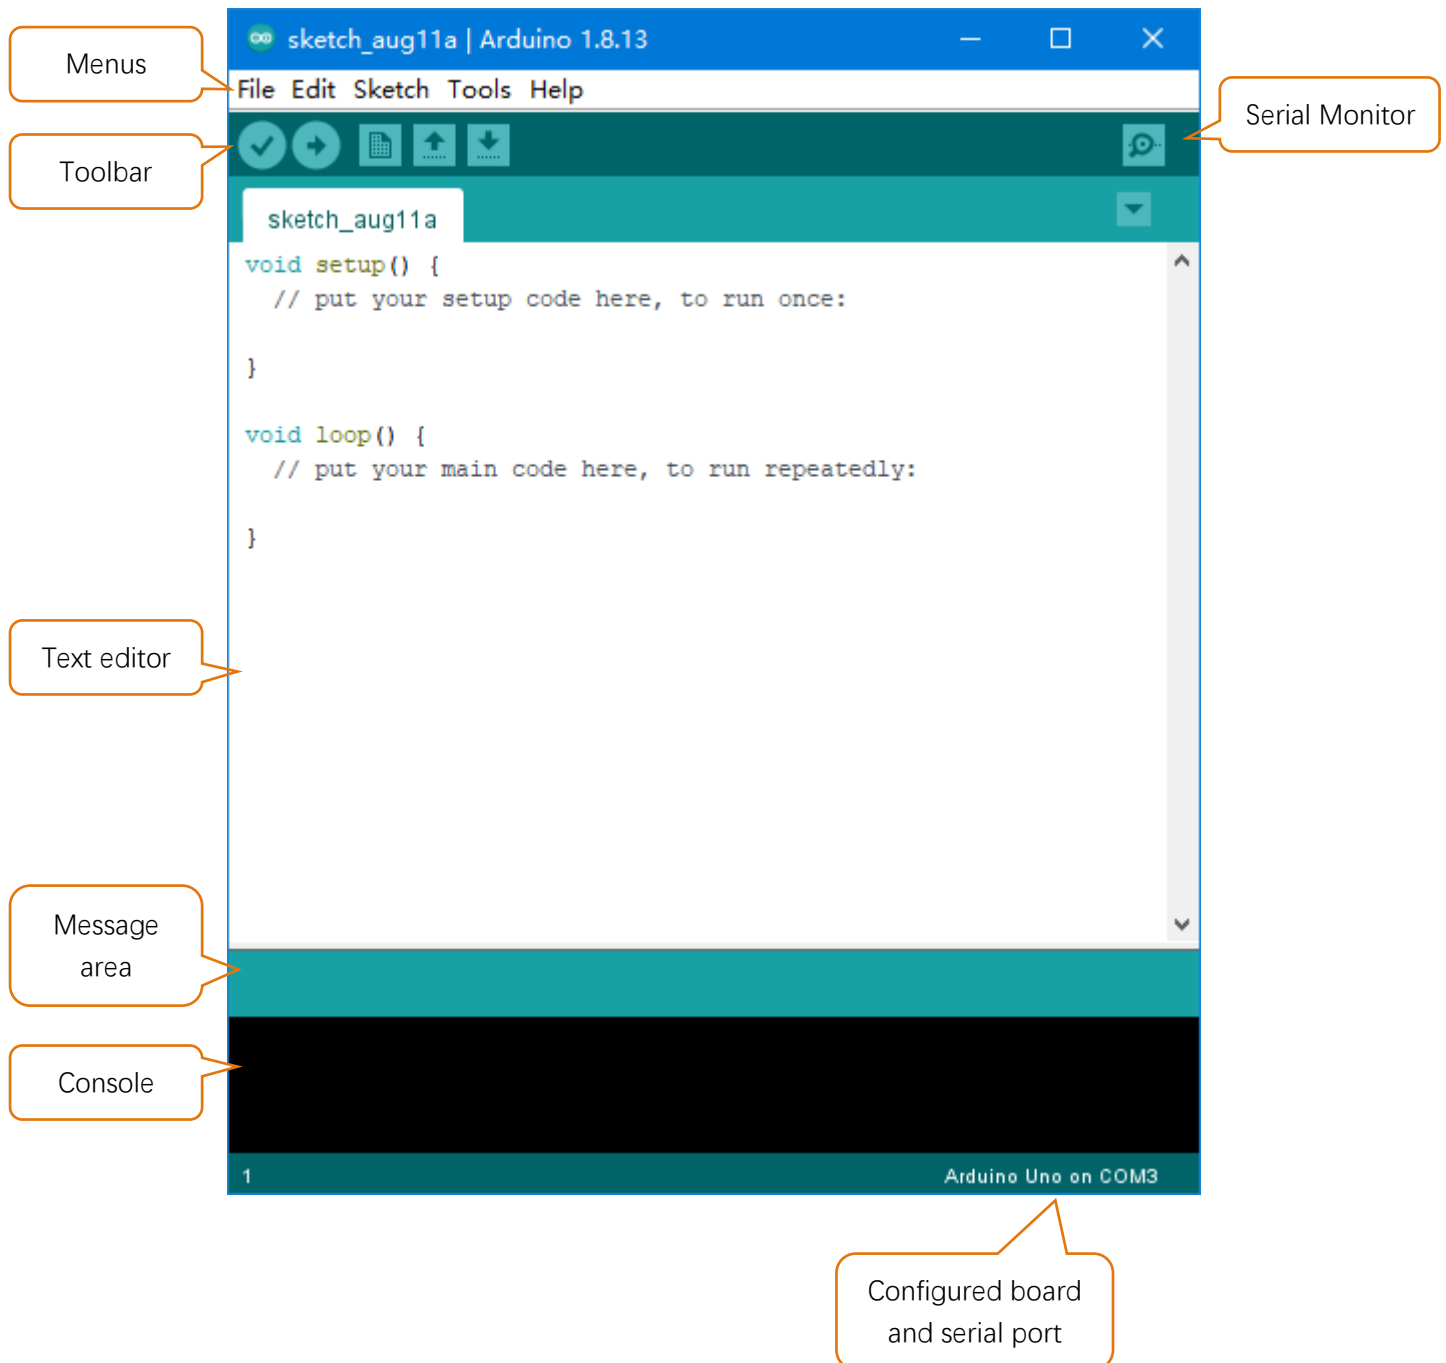 Menus
Toolbar
Text editor
Message
area
Console
sketch_aug11a | Arduino 1.8.13
File Edit Sketch Tools Help
Serial Monitor
sketch_aug11a
void setup() {
  // put your setup code here, to run once:
}
void loop() {
  // put your main code here, to run repeatedly:
}
1
Arduino Uno on COM3
Configured board
and serial port